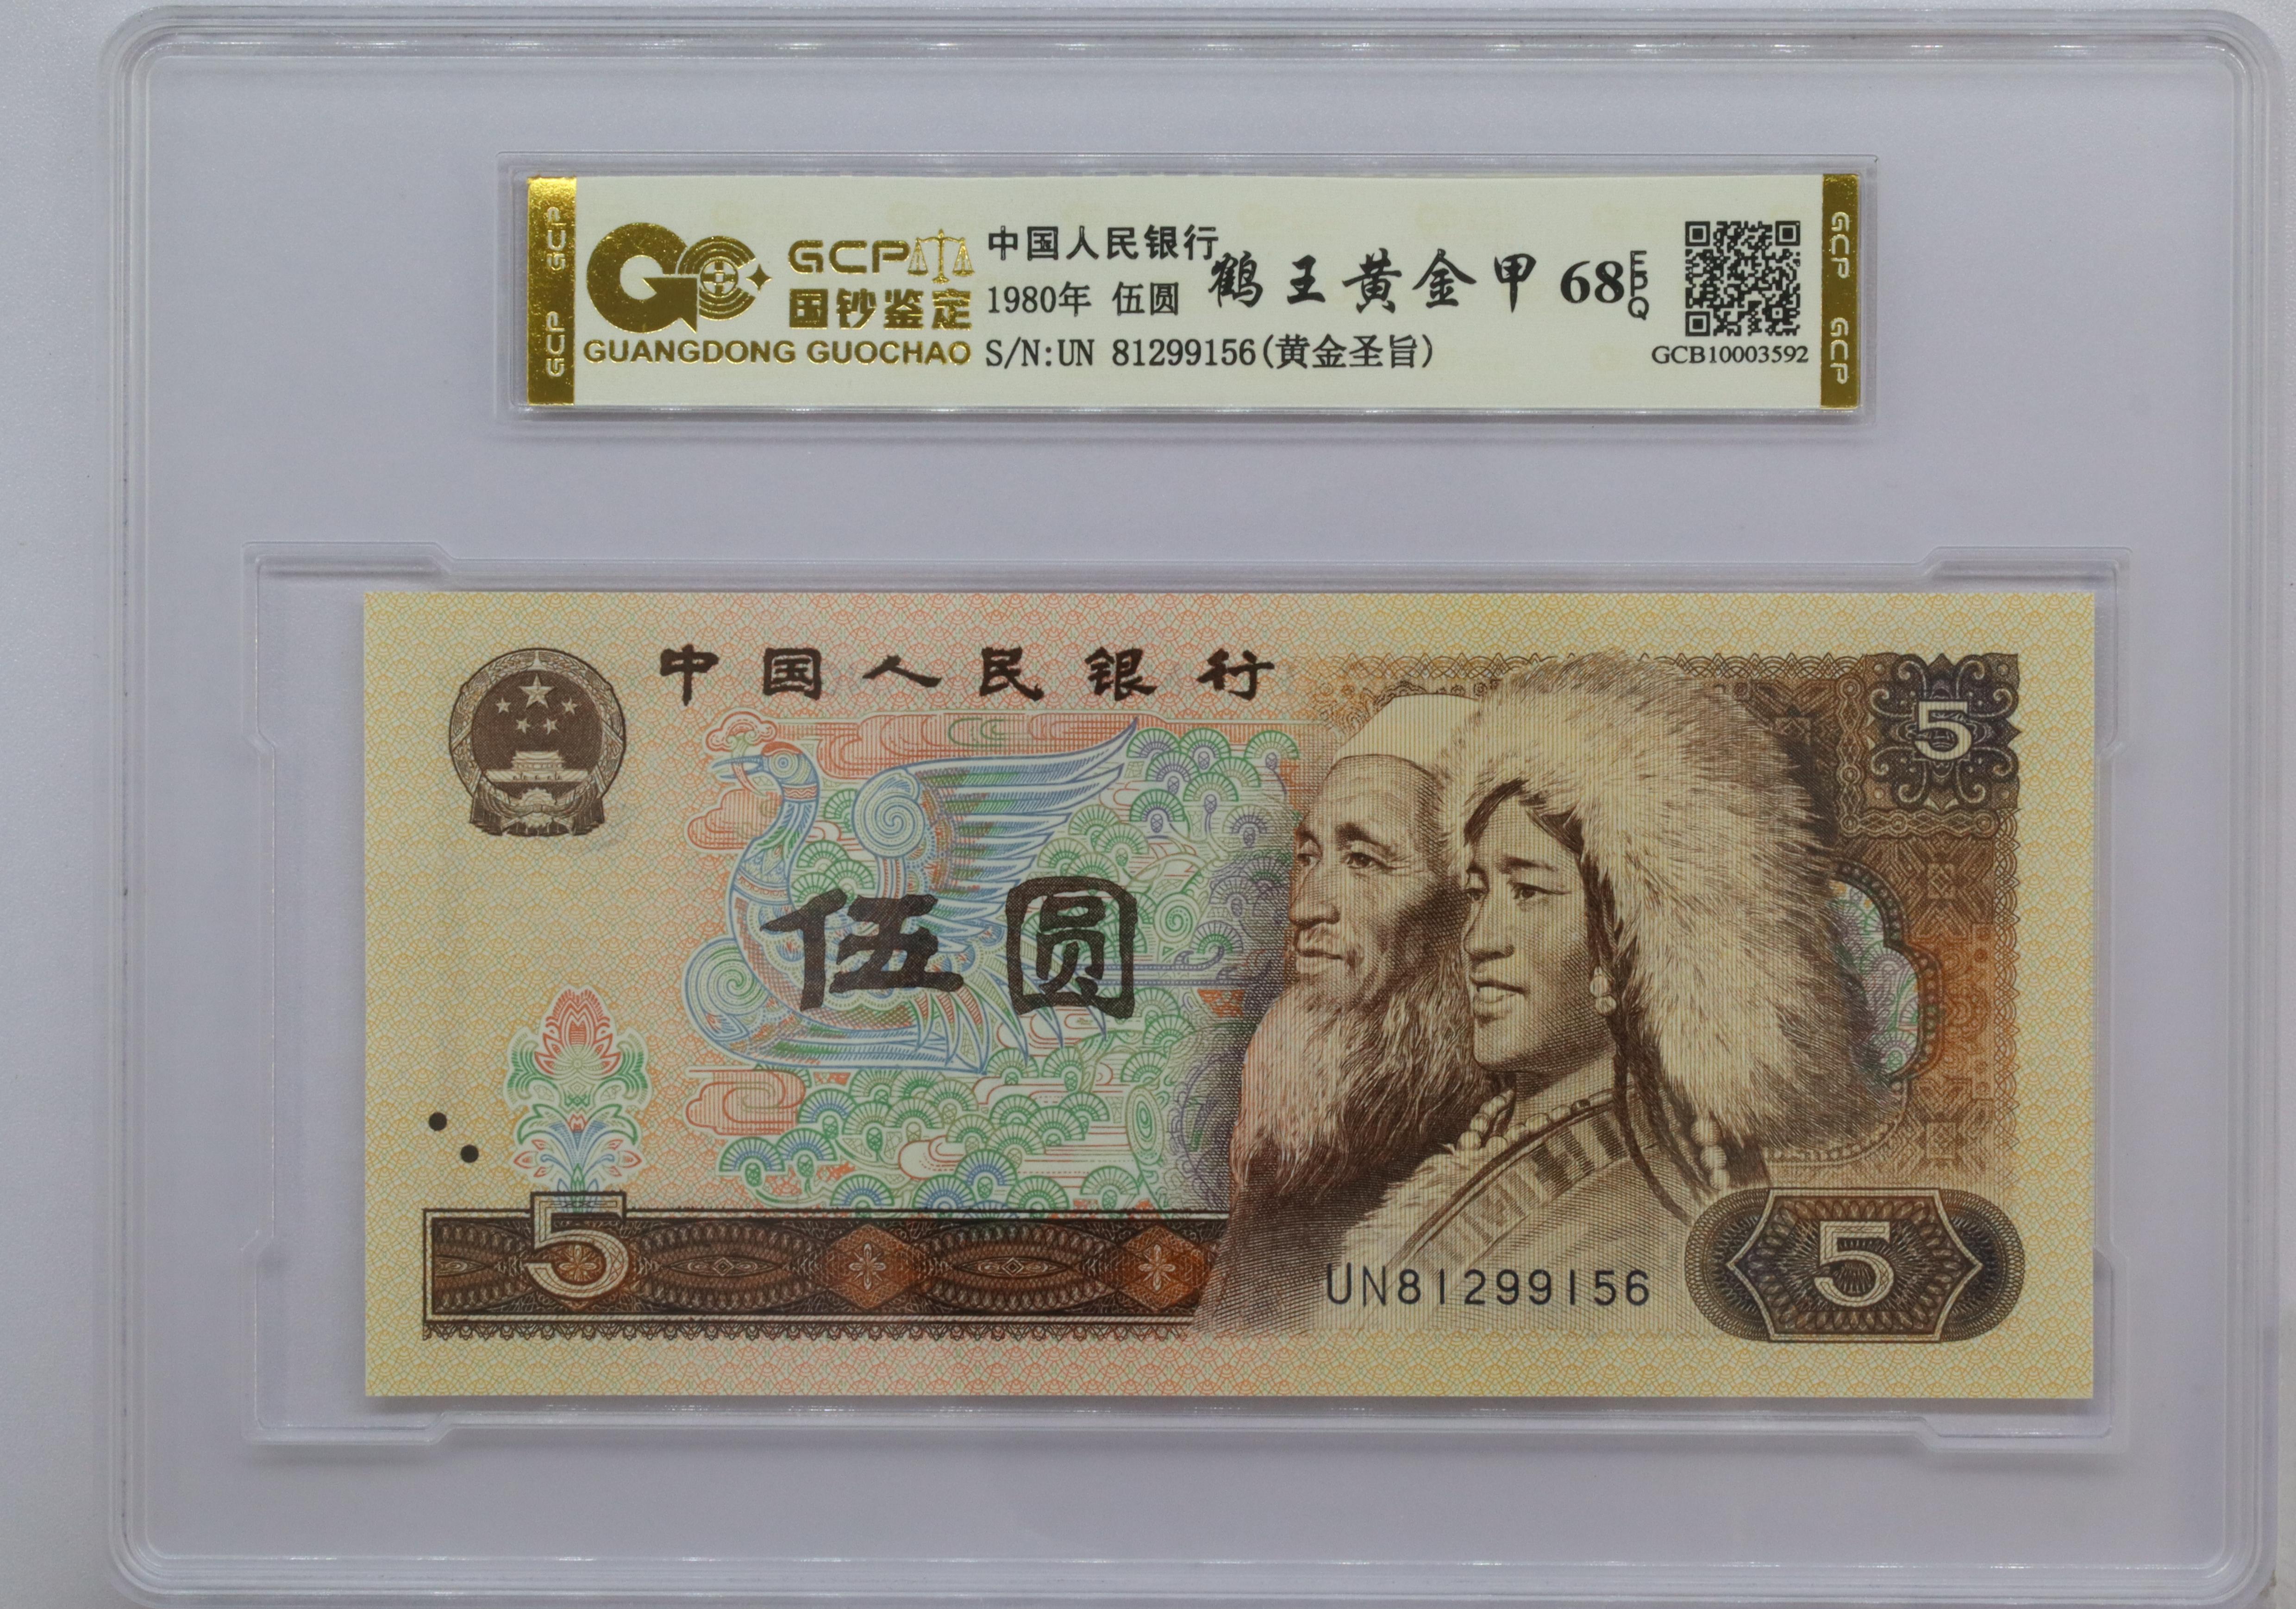 GCP GCP
GCP
国钞鉴定
GUANGDONG GUOCHAO
中国人民银行
1980年 伍圆
S/N:UN 81299156(黄金圣旨)
鹤王黄金甲 68 EPQ
GCB10003592
GCP GCP
中国人民银行
5
伍圆
5
UN81299156
5